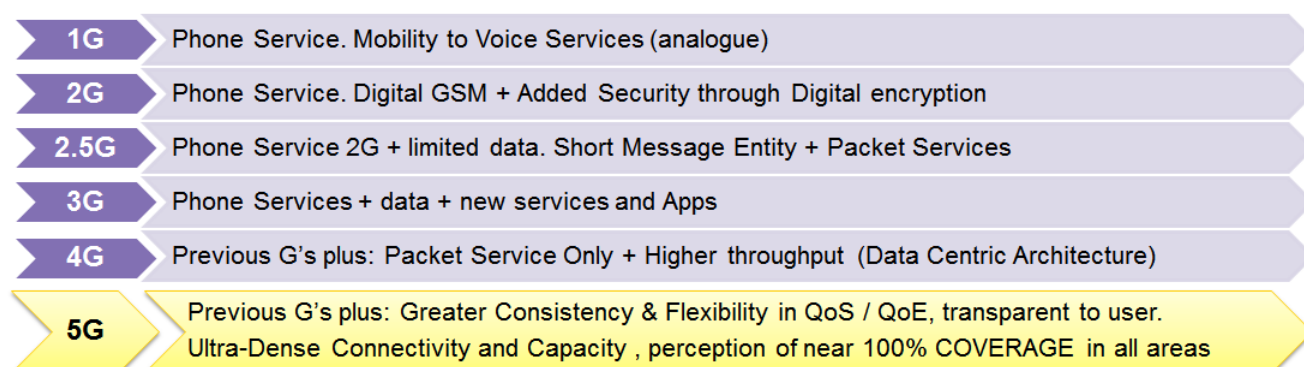 1G Phone Service. Mobility to Voice Services (analogue)
2G Phone Service. Digital GSM + Added Security through Digital encryption
2.5G Phone Service 2G + limited data. Short Message Entity + Packet Services
3G Phone Services + data + new services and Apps
4G Previous G's plus: Packet Service Only + Higher throughput (Data Centric Architecture)
5G Previous G's plus: Greater Consistency & Flexibility in QoS / QoE, transparent to user.
Ultra-Dense Connectivity and Capacity , perception of near 100% COVERAGE in all areas